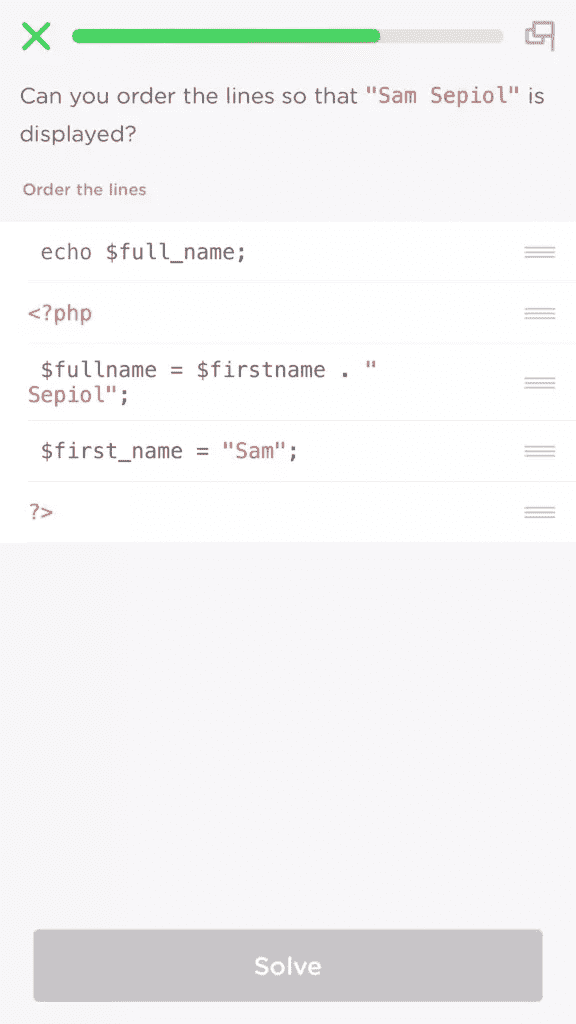 Can you order the lines so that "Sam Sepiol" is
displayed?
Order the lines
echo $full_name;
<?php
$fullname = $firstname . "
Sepiol";
$first_name = "Sam";
?>
Solve